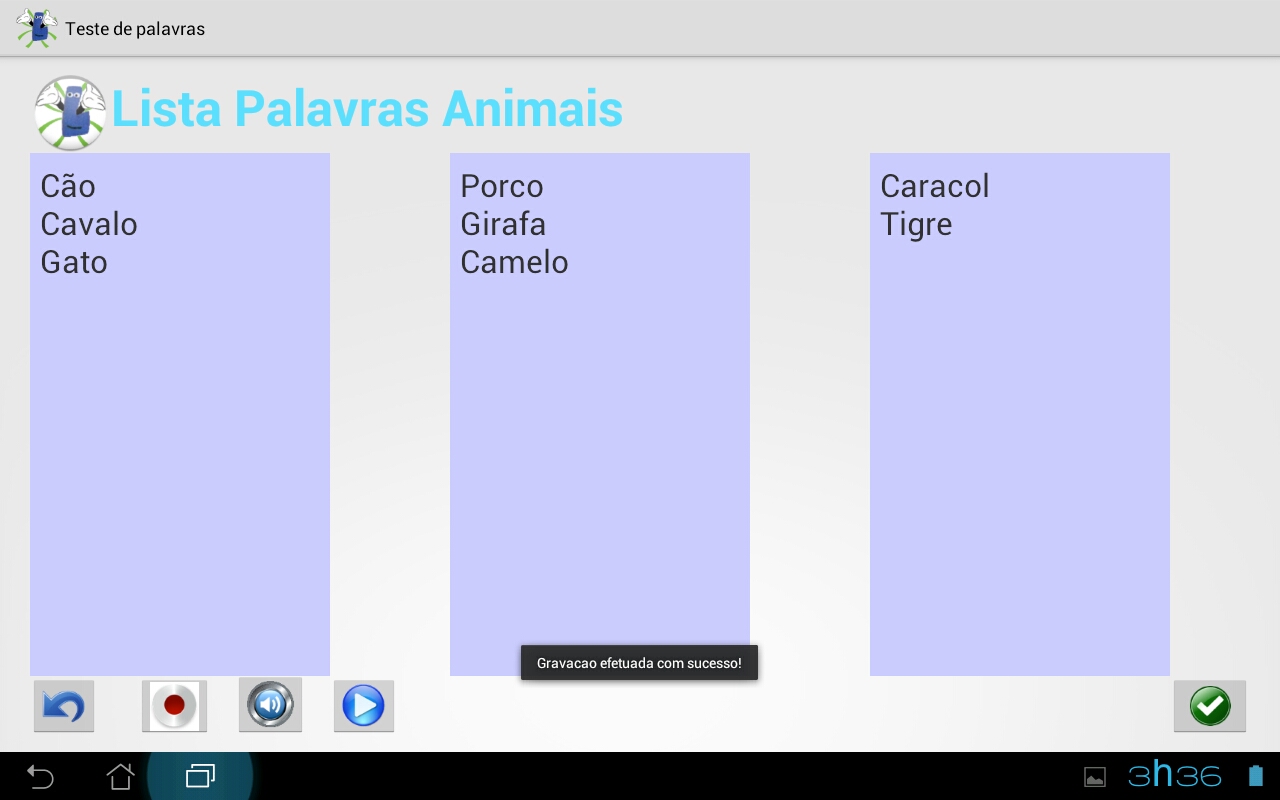 Teste de palavras
Lista Palavras Animais
Cão
Cavalo
Gato
Porco
Girafa
Camelo
Caracol
Tigre
Gravacao efetuada com sucesso!
3h36